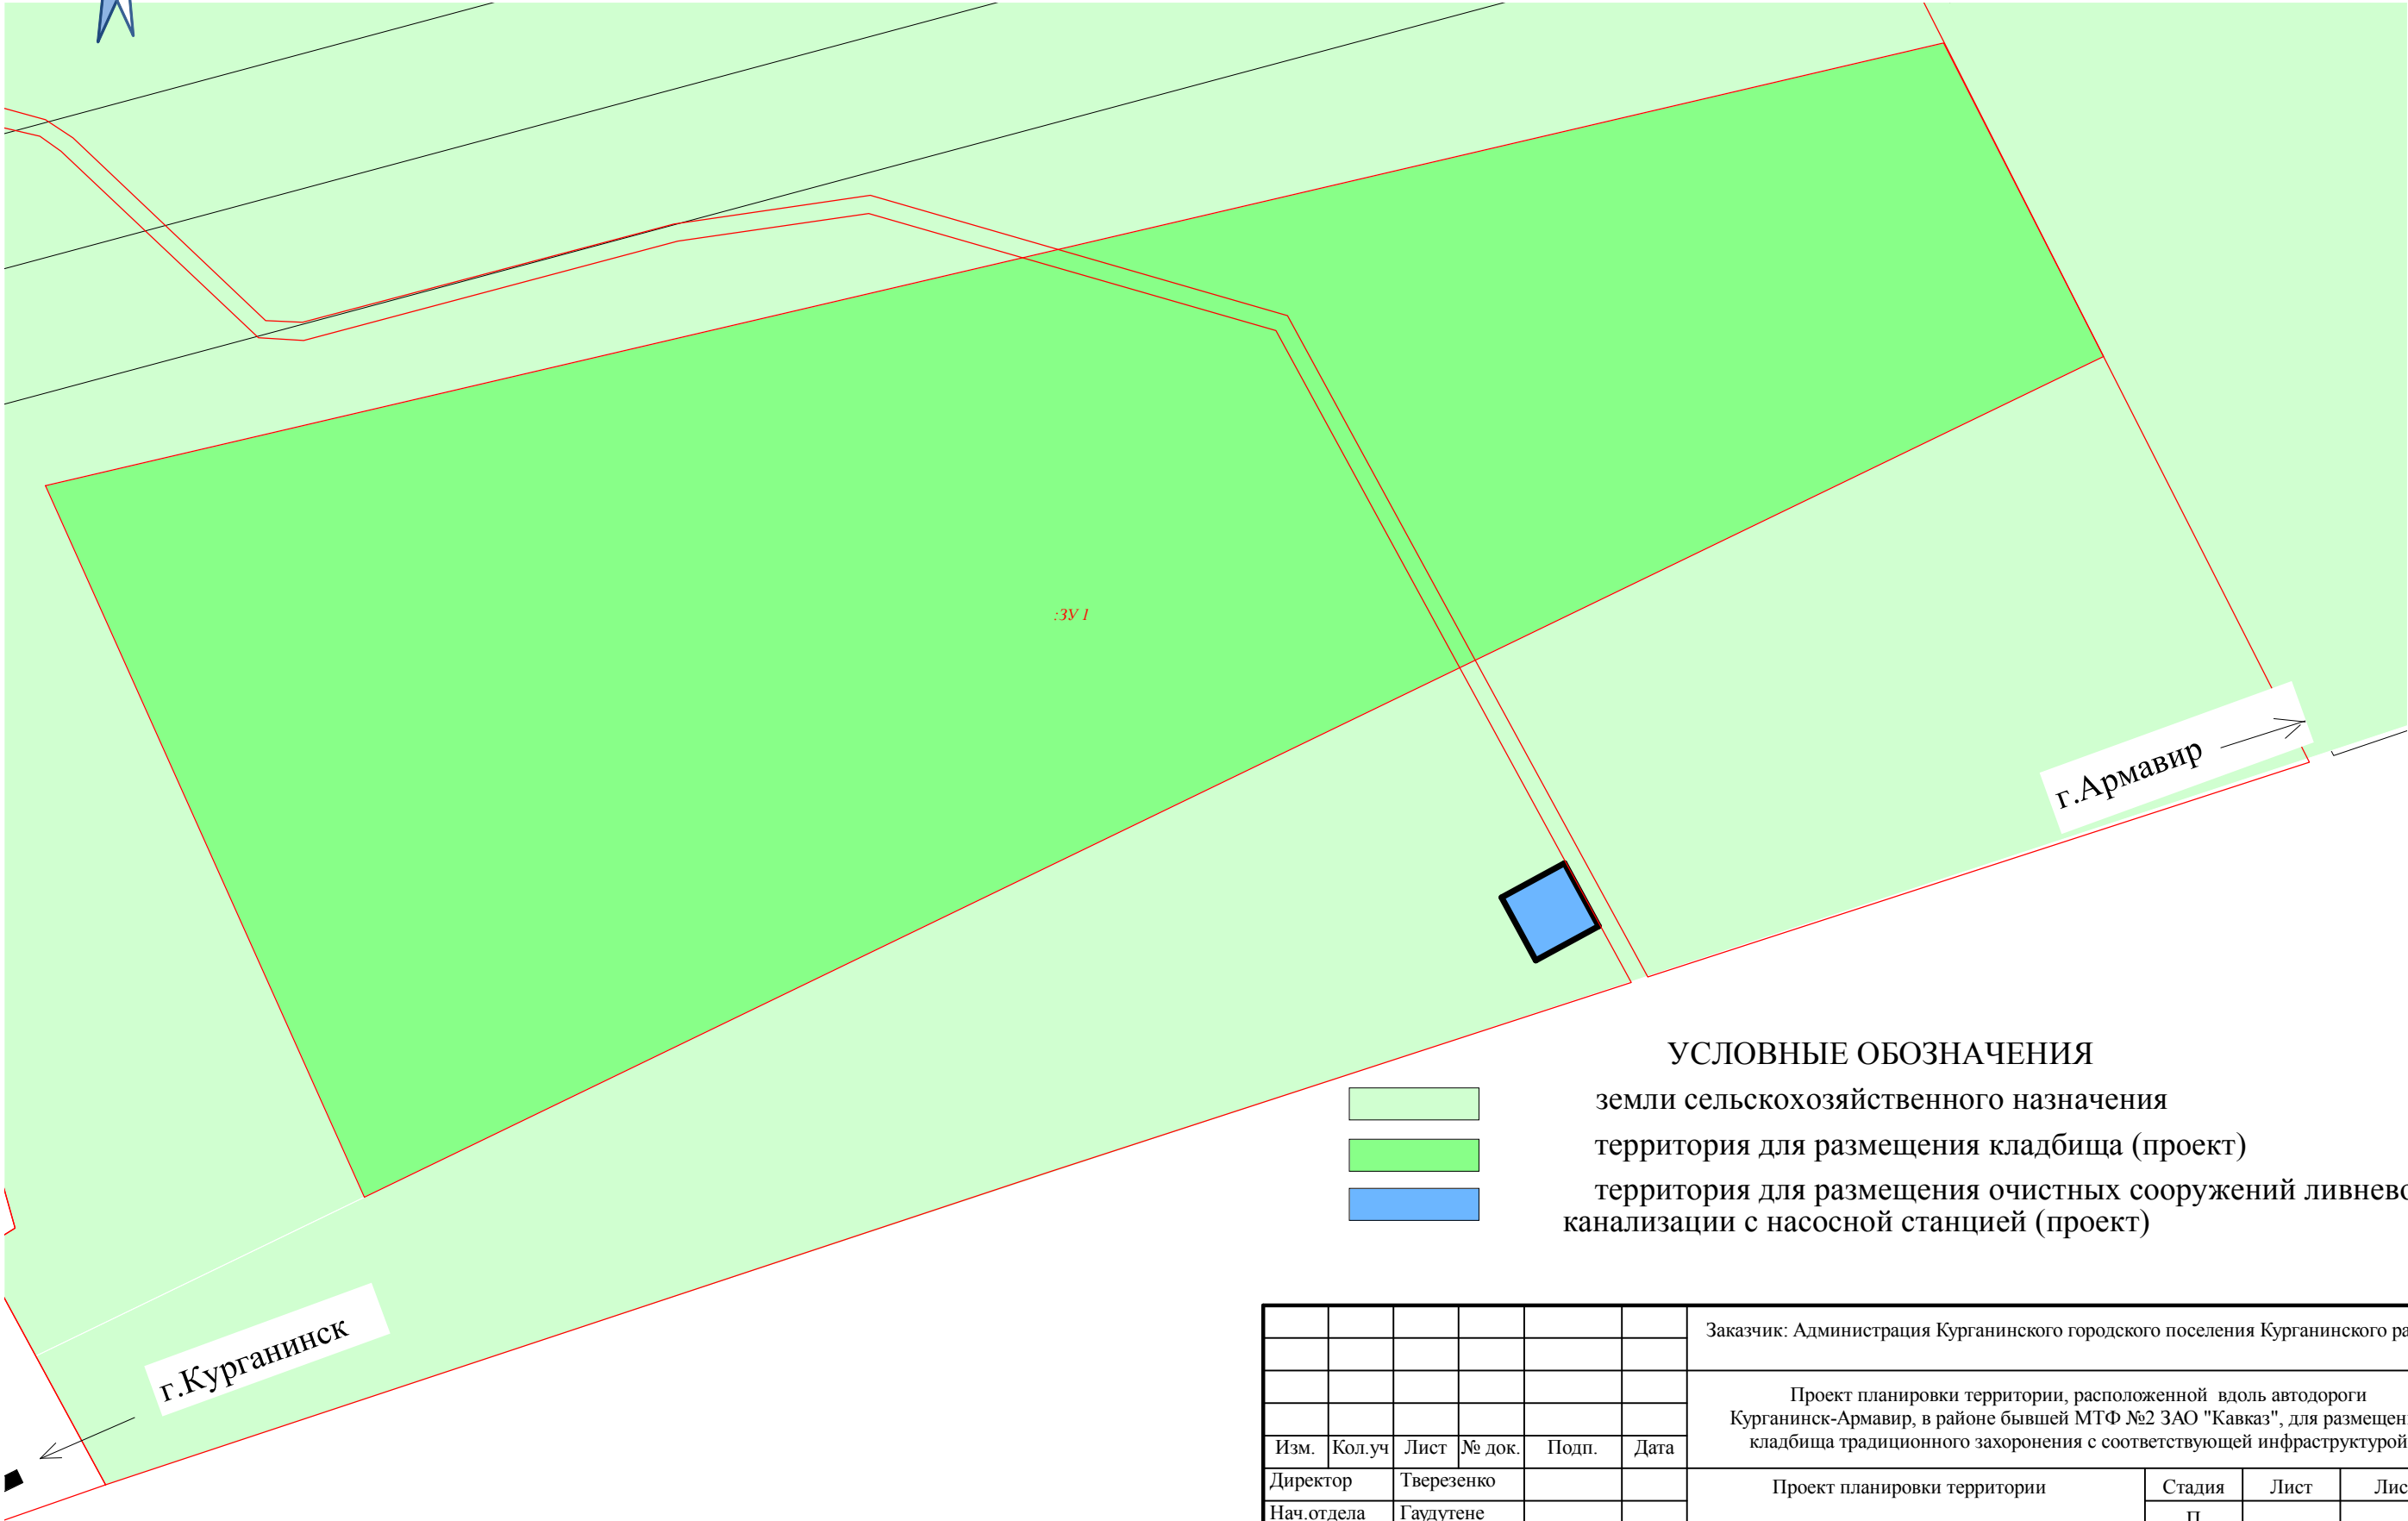 :ЗУ 1
г.Армавир
г.Курганинск
УСЛОВНЫЕ ОБОЗНАЧЕНИЯ
земли сельскохозяйственного назначения
территория для размещения кладбища (проект)
территория для размещения очистных сооружений ливнево
канализации с насосной станцией (проект)
Заказчик: Администрация Курганинского городского поселения Курганинского ра
Проект планировки территории, расположенной вдоль автодороги
Курганинск-Армавир, в районе бывшей МТФ №2 ЗАО "Кавказ", для размещен
кладбища традиционного захоронения с соответствующей инфраструктурой
Изм. Кол.уч Лист № док. Подп. Дата
Директор Тверезенко
Проект планировки территории
Стадия Лист Лис
Нач.отдела Гаудутене
П